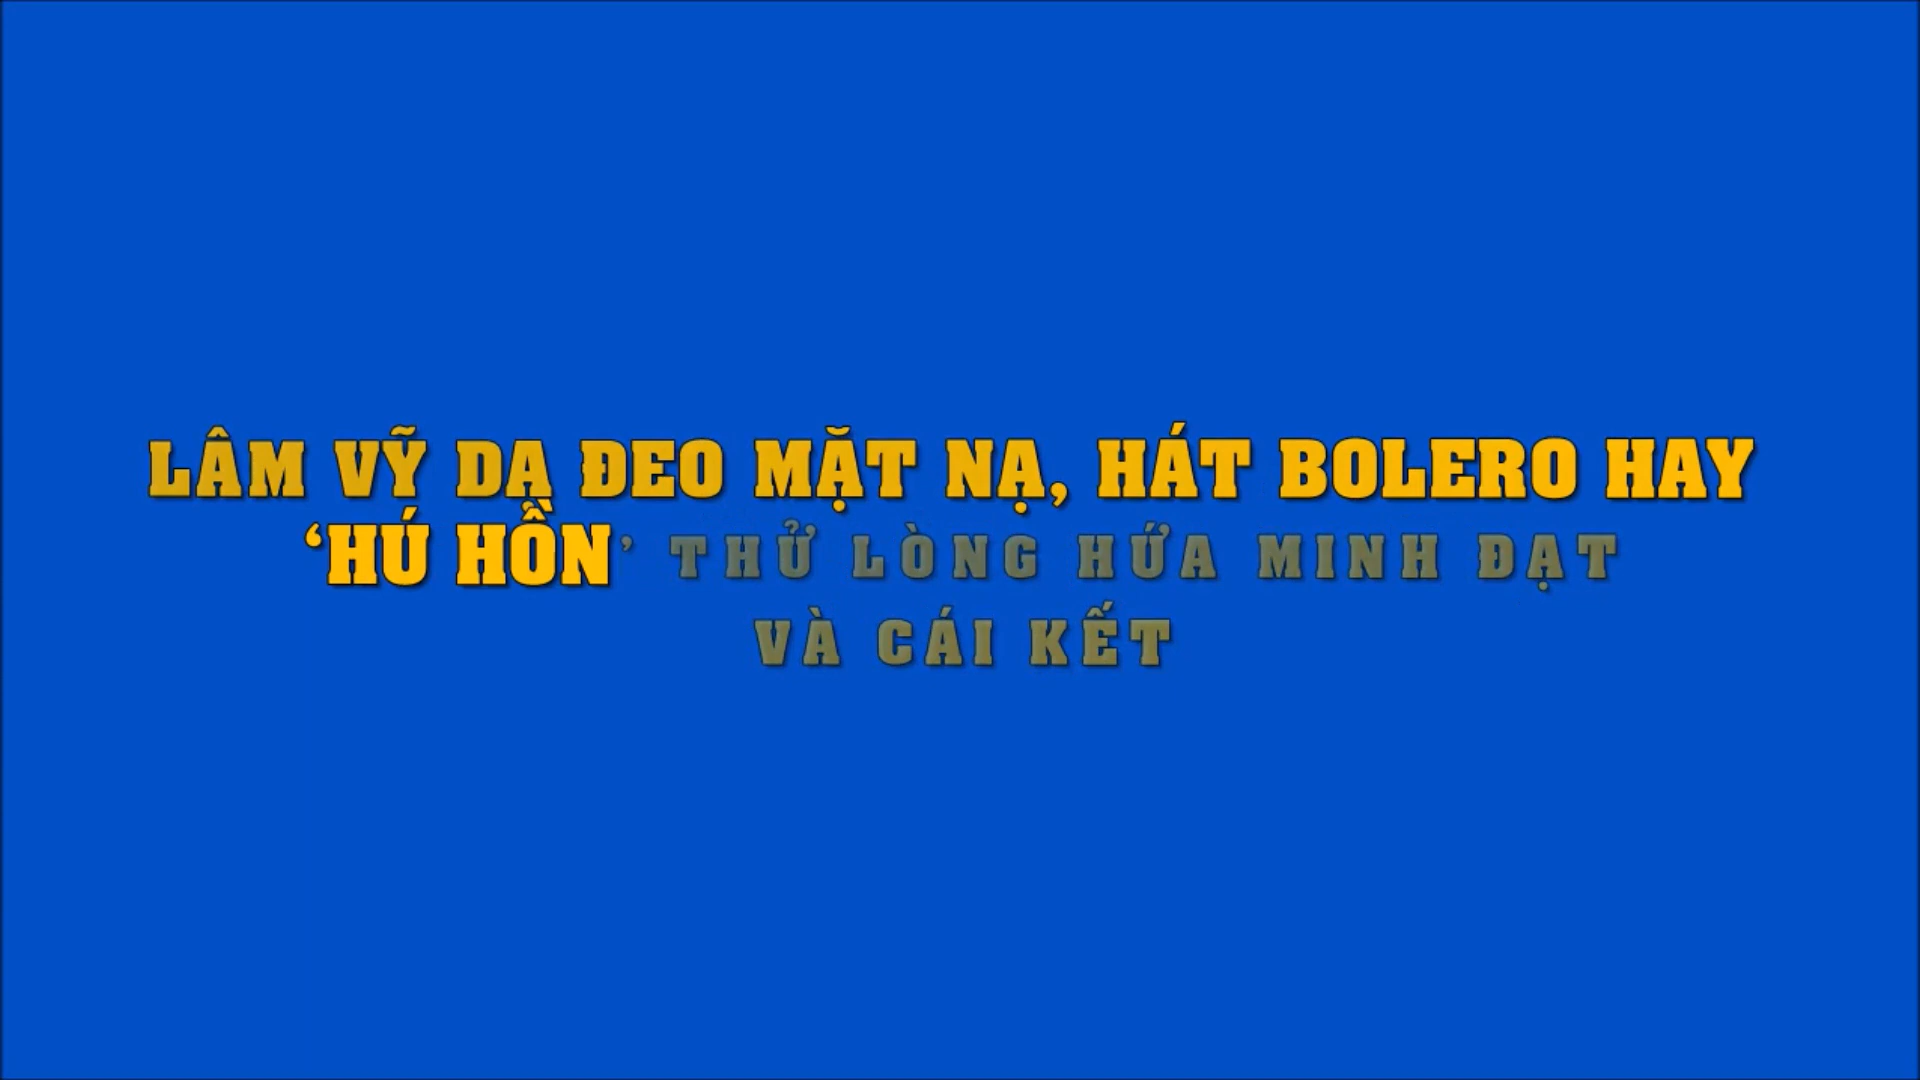 LÂM VỸ DẠ ĐEO MẶT NẠ, HÁT BOLERO HAY
‘HÚ HỒN’ THỬ LÒNG HỨA MINH ĐẠT
VÀ CÁI KẾT